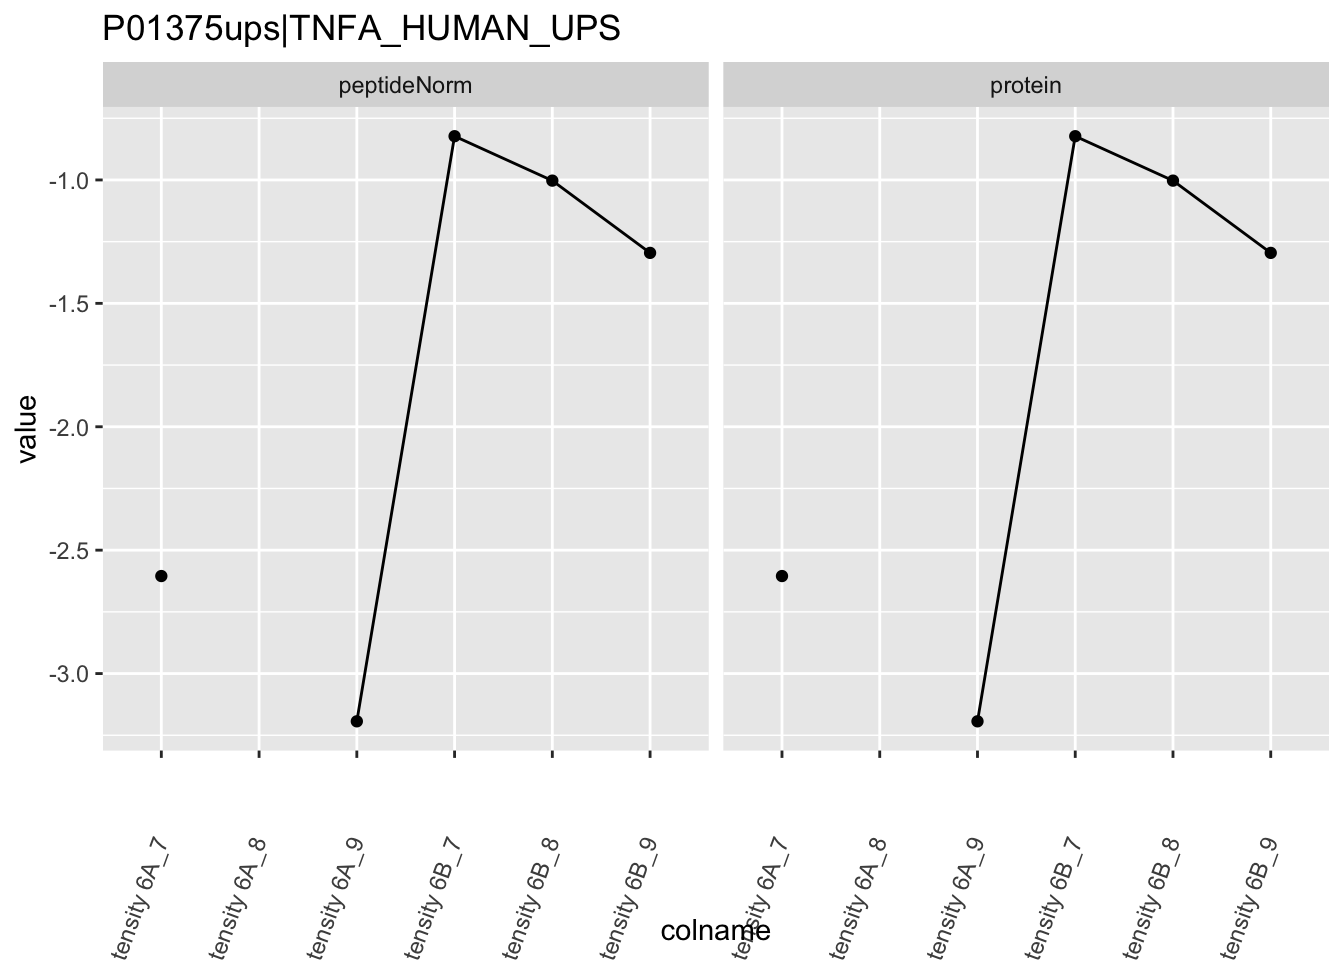 P01375ups|TNFA_HUMAN_UPS
peptideNorm
protein
value
-1.0
-1.5
-2.0
-2.5
-3.0
tensity 6A_7
tensity 6A_8
tensity 6A_9
tensity 6B_7
tensity 6B_8
tensity 6B_9
tensity 6A_7
tensity 6A_8
tensity 6A_9
tensity 6B_7
tensity 6B_8
tensity 6B_9
colname